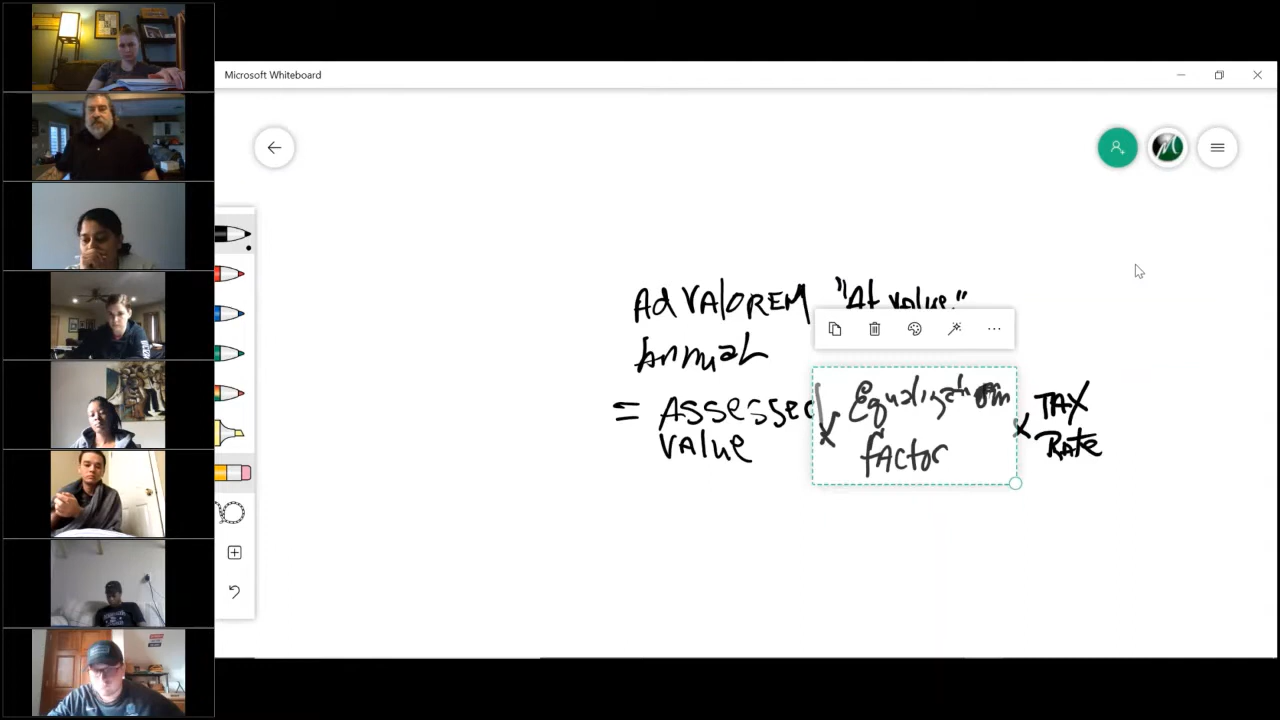 Microsoft Whiteboard
Ad VALOREM "At value"
Annual
= ASSESSED x Equalization x TAX
VALUE factor RATE